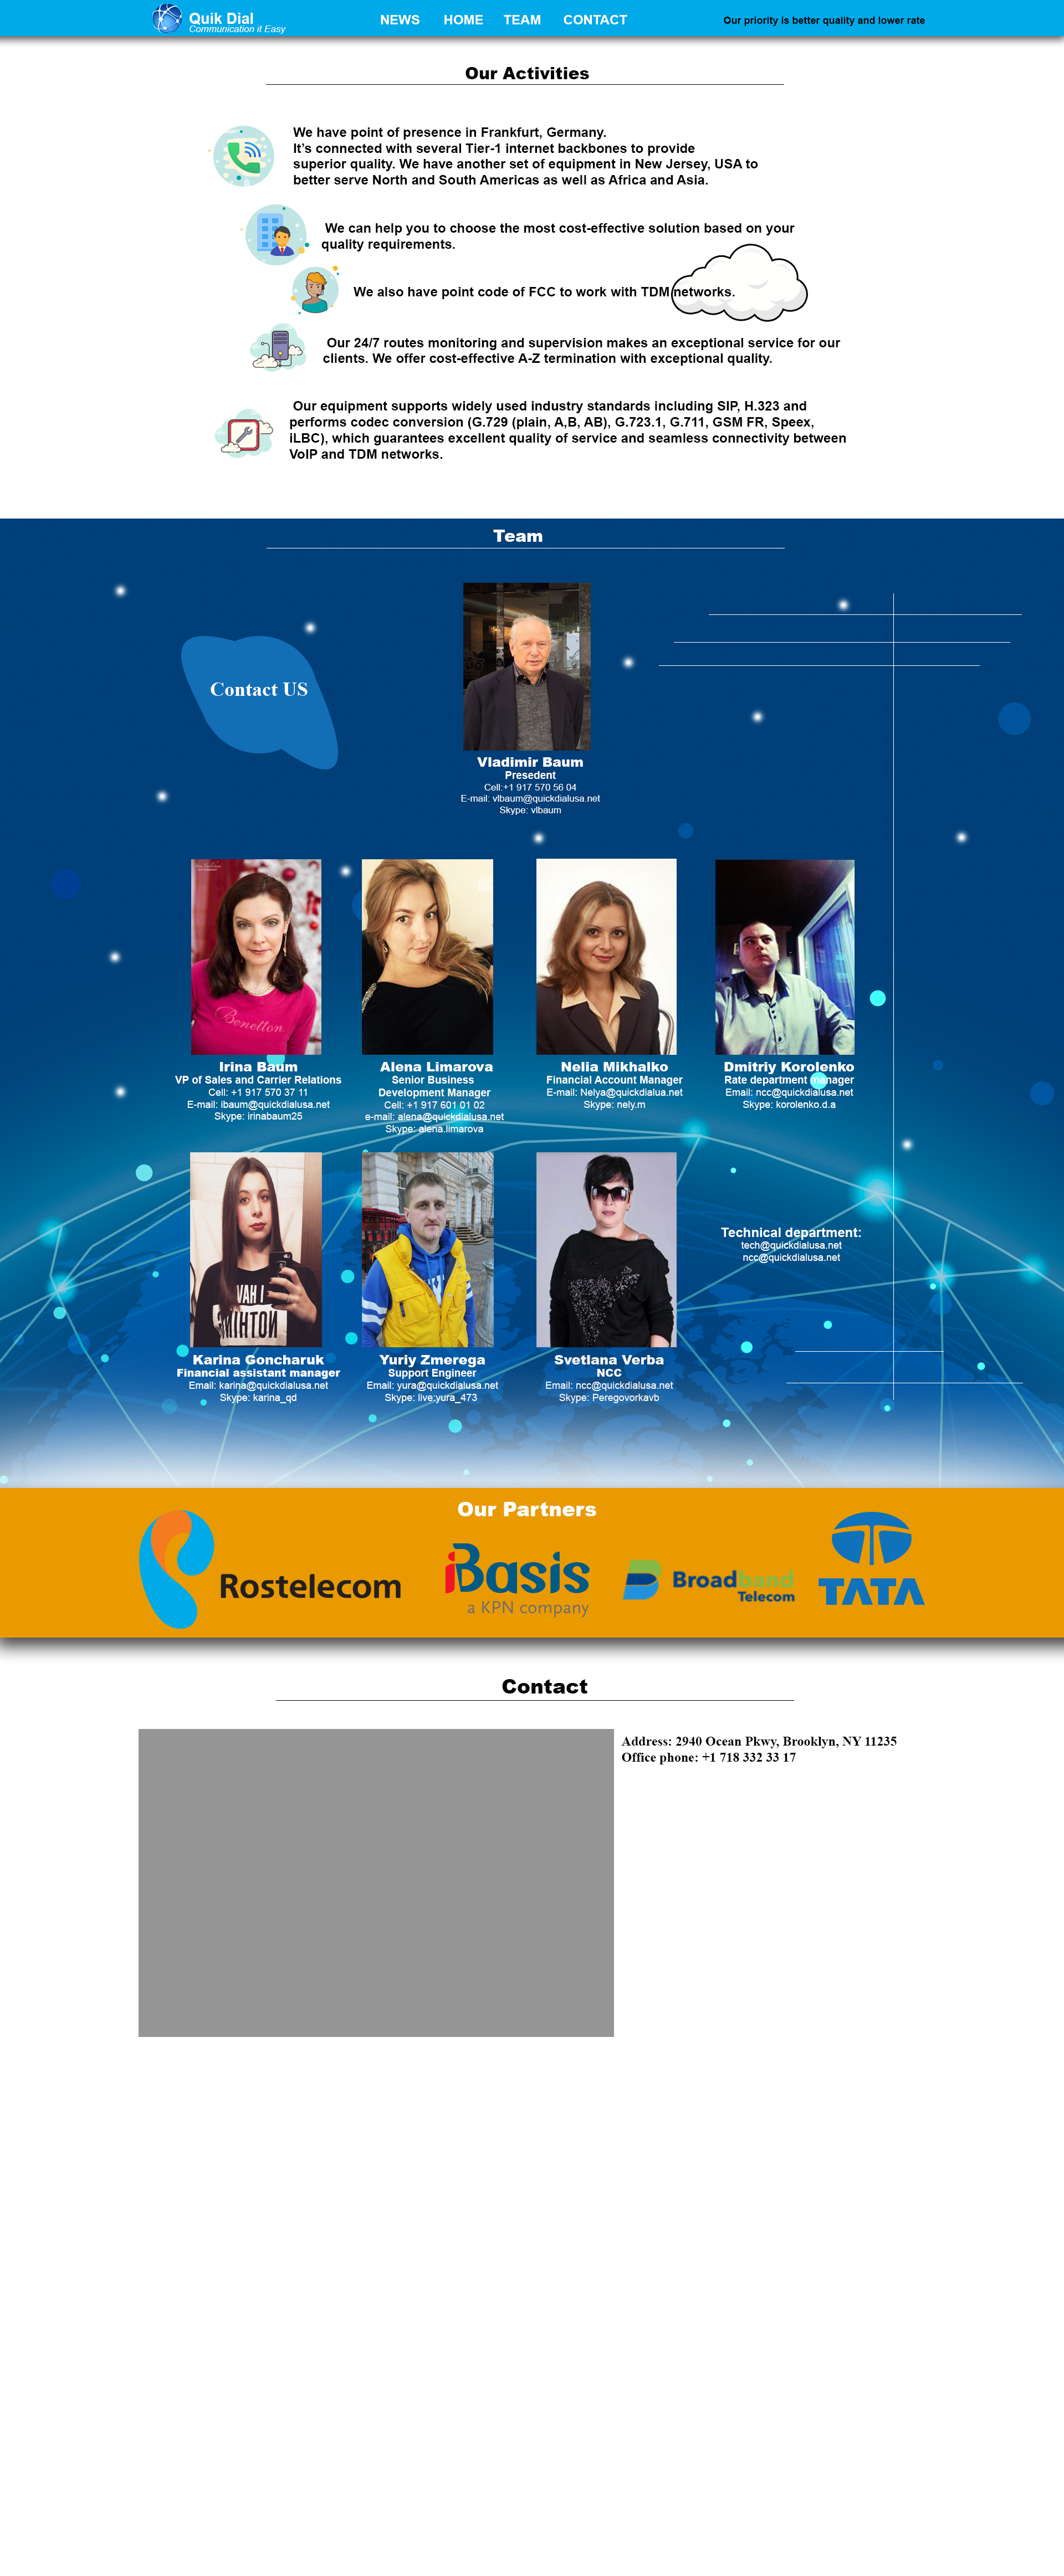 Quik Dial
Communication it Easy
NEWS HOME TEAM CONTACT
Our priority is better quality and lower rate
Our Activities
We have point of presence in Frankfurt, Germany.
It's connected with several Tier-1 internet backbones to provide
superior quality. We have another set of equipment in New Jersey, USA to
better serve North and South Americas as well as Africa and Asia.
We can help you to choose the most cost-effective solution based on your
quality requirements.
We also have point code of FCC to work with TDM networks.
Our 24/7 routes monitoring and supervision makes an exceptional service for our
clients. We offer cost-effective A-Z termination with exceptional quality.
Our equipment supports widely used industry standards including SIP, H.323 and
performs codec conversion (G.729 (plain, A,B, AB), G.723.1, G.711, GSM FR, Speex,
iLBC), which guarantees excellent quality of service and seamless connectivity between
VoIP and TDM networks.
Team
Contact US
Vladimir Baum
Presedent
Cell:+1 917 570 56 04
E-mail: vlbaum@quickdialusa.net
Skype: vlbaum
Benetton
Irina Baum
VP of Sales and Carrier Relations
Cell: +1 917 570 37 11
E-mail: ibaum@quickdialusa.net
Skype: irinabaum25
Alena Limarova
Senior Business
Development Manager
Cell: +1 917 601 01 02
e-mail: alena@quickdialusa.net
Skype: alena.limarova
Nelia Mikhalko
Financial Account Manager
E-mail: Nelya@quickdialua.net
Skype: nely.m
Dmitriy Korolenko
Rate department manager
Email: ncc@quickdialusa.net
Skype: korolenko.d.a
Karina Goncharuk
Financial assistant manager
Email: karina@quickdialusa.net
Skype: karina_qd
Yuriy Zmerega
Support Engineer
Email: yura@quickdialusa.net
Skype: live:yura_473
Svetlana Verba
NCC
Email: ncc@quickdialusa.net
Skype: Peregovorkavb
Technical department:
tech@quickdialusa.net
ncc@quickdialusa.net
Our Partners
Rostelecom
iBasis
a KPN company
Broadband
Telecom
TATA
Contact
Address: 2940 Ocean Pkwy, Brooklyn, NY 11235
Office phone: +1 718 332 33 17